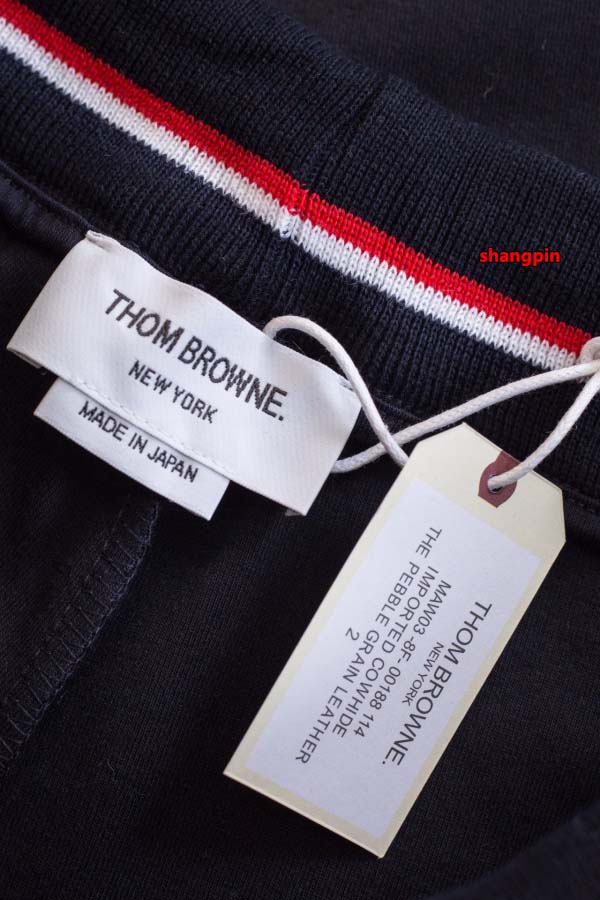 shangpin
THOM BROWNE.
NEW YORK
MADE IN JAPAN
THOM BROWNE.
NEW YORK
MAW03-8F-00188 114
IMPORTED COWHIDE
THE PEBBLE GRAIN LEATHER
2